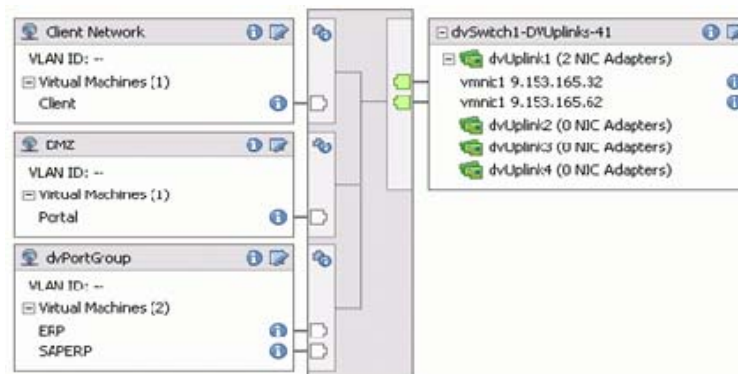 Client Network
VLAN ID: --
Virtual Machines (1)
Client
DMZ
VLAN ID: --
Virtual Machines (1)
Portal
dvPortGroup
VLAN ID: --
Virtual Machines (2)
ERP
SAPERP
dvSwitch1-DVUplinks-41
dvUplink1 (2 NIC Adapters)
vmnic1 9.153.165.32
vmnic1 9.153.165.62
dvUplink2 (0 NIC Adapters)
dvUplink3 (0 NIC Adapters)
dvUplink4 (0 NIC Adapters)